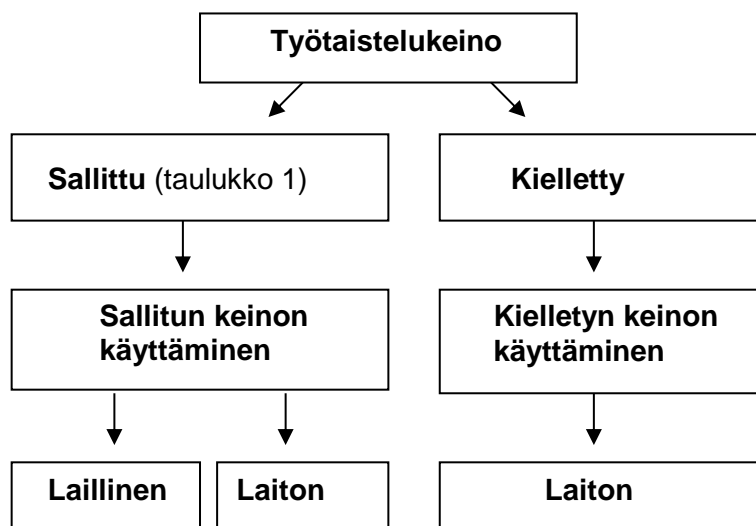 Työtaistelukeino
Sallittu (taulukko 1)
Kielletty
Sallitun keinon
käyttäminen
Kielletyn keinon
käyttäminen
Laillinen
Laiton
Laiton